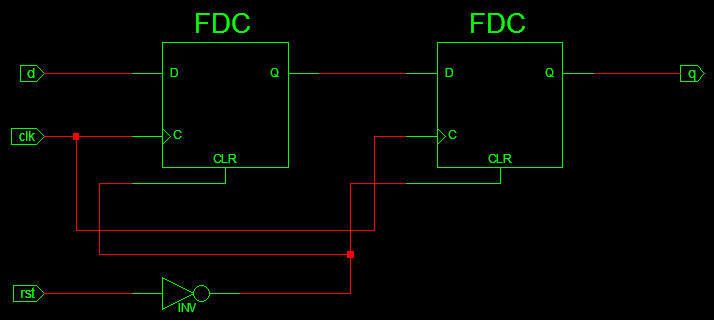 FDC FDC
d D Q D Q q
clk C C
CLR CLR
rst INV